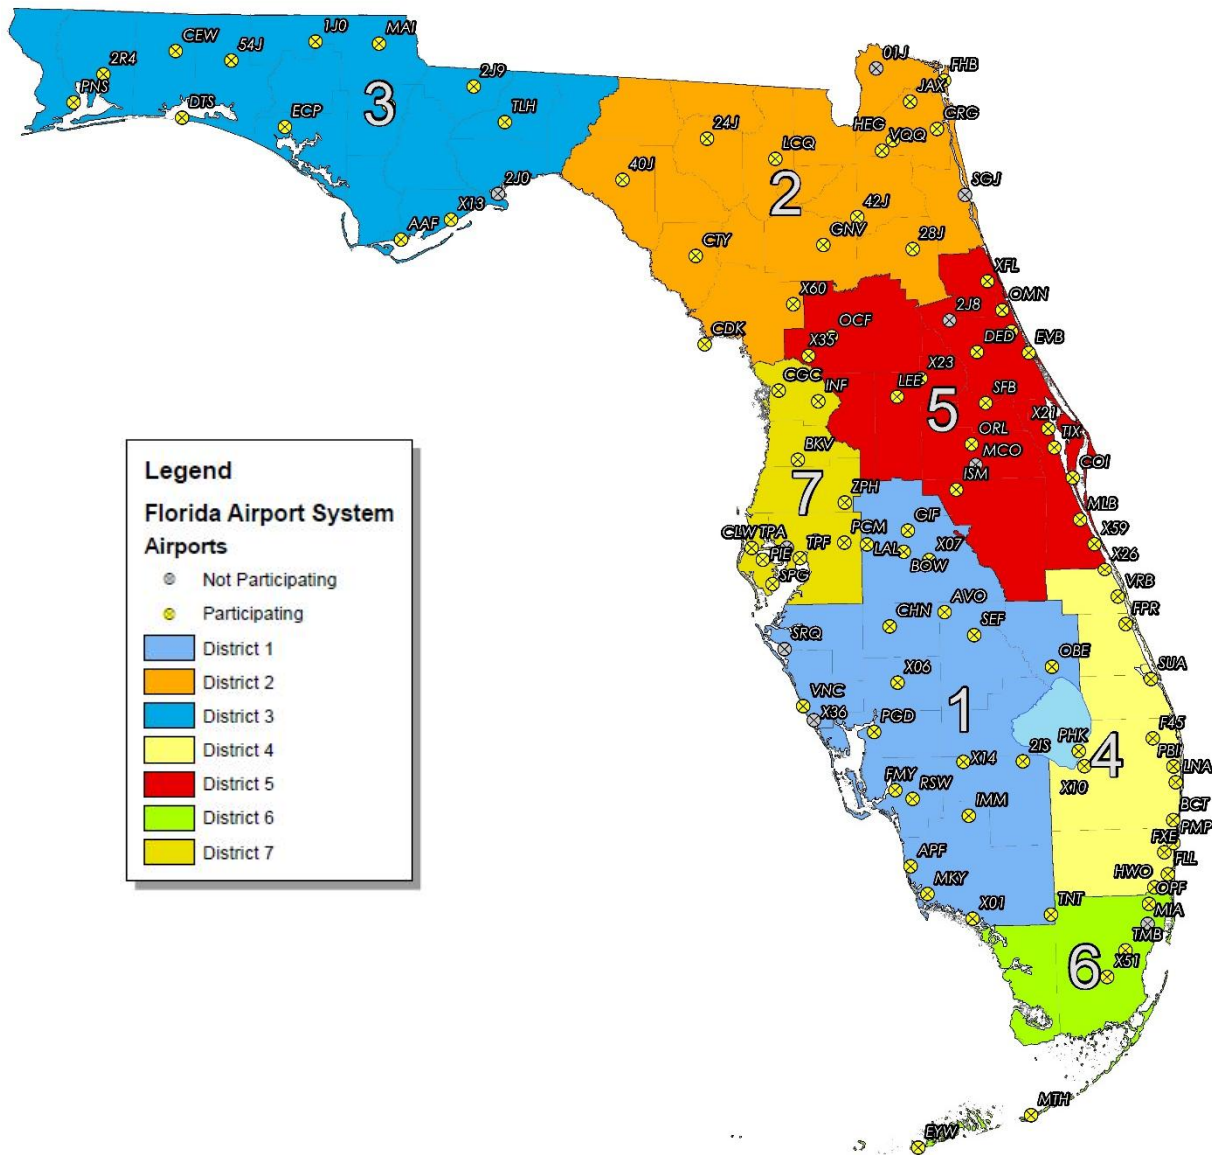 1J0
MAI
CEW
54J
2R4
PNS
DTS
ECP
3
2J9
TLH
2J0
X13
AAF
01J
FHB
JAX
CRG
HEG
VQQ
24J
LCQ
40J
2
SGJ
42J
GNV
28J
CTY
X60
CDK
XFL
OMN
2J8
OCF
DED
EVB
X35
X23
LEE
SFB
5
X21
TIX
ORL
MCO
ISM
COI
MLB
X59
X26
CGC
INF
BKV
7
ZPH
CLW
TPA
PIE
TPF
PCM
SPG
GIF
LAL
X07
BOW
VRB
FPR
CHN
AVO
SEF
SRQ
OBE
X06
SUA
VNC
X36
1
PGD
F45
PHK
4
PBI
LNA
X14
2IS
X10
FMY
RSW
IMM
BCT
PMP
FXE
FLL
APF
HWO
OPF
MKY
X01
TNT
MIA
TMB
X51
6
MTH
EYW
Legend
Florida Airport System
Airports
Not Participating
Participating
District 1
District 2
District 3
District 4
District 5
District 6
District 7